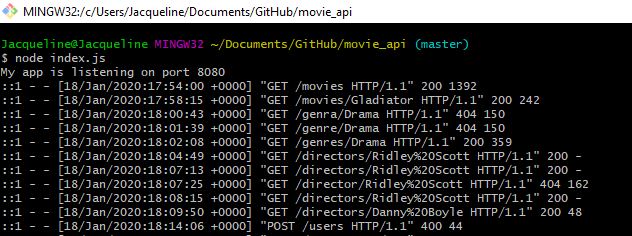 MINGW32:/c/Users/Jacqueline/Documents/GitHub/movie_api
Jacqueline@Jacqueline MINGW32 ~/Documents/GitHub/movie_api (master)
$ node index.js
My app is listening on port 8080
::1 - - [18/Jan/2020:17:54:00 +0000] "GET /movies HTTP/1.1" 200 1392
::1 - - [18/Jan/2020:17:58:15 +0000] "GET /movies/Gladiator HTTP/1.1" 200 242
::1 - - [18/Jan/2020:18:00:43 +0000] "GET /genra/Drama HTTP/1.1" 404 150
::1 - - [18/Jan/2020:18:01:39 +0000] "GET /genre/Drama HTTP/1.1" 404 150
::1 - - [18/Jan/2020:18:02:08 +0000] "GET /genres/Drama HTTP/1.1" 200 359
::1 - - [18/Jan/2020:18:04:49 +0000] "GET /directors/Ridley%20Scott HTTP/1.1" 200 -
::1 - - [18/Jan/2020:18:07:13 +0000] "GET /directors/Ridley%20Scott HTTP/1.1" 200 -
::1 - - [18/Jan/2020:18:07:25 +0000] "GET /director/Ridley%20Scott HTTP/1.1" 404 162
::1 - - [18/Jan/2020:18:08:15 +0000] "GET /directors/Ridley%20Scott HTTP/1.1" 200 -
::1 - - [18/Jan/2020:18:09:50 +0000] "GET /directors/Danny%20Boyle HTTP/1.1" 200 48
::1 - - [18/Jan/2020:18:14:06 +0000] "POST /users HTTP/1.1" 400 44